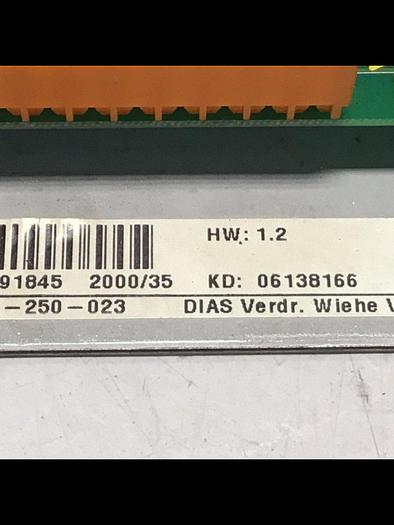 HW: 1.2
91845 2000/35 KD: 06138166
-250-023 DIAS Verdr. Wiehe V